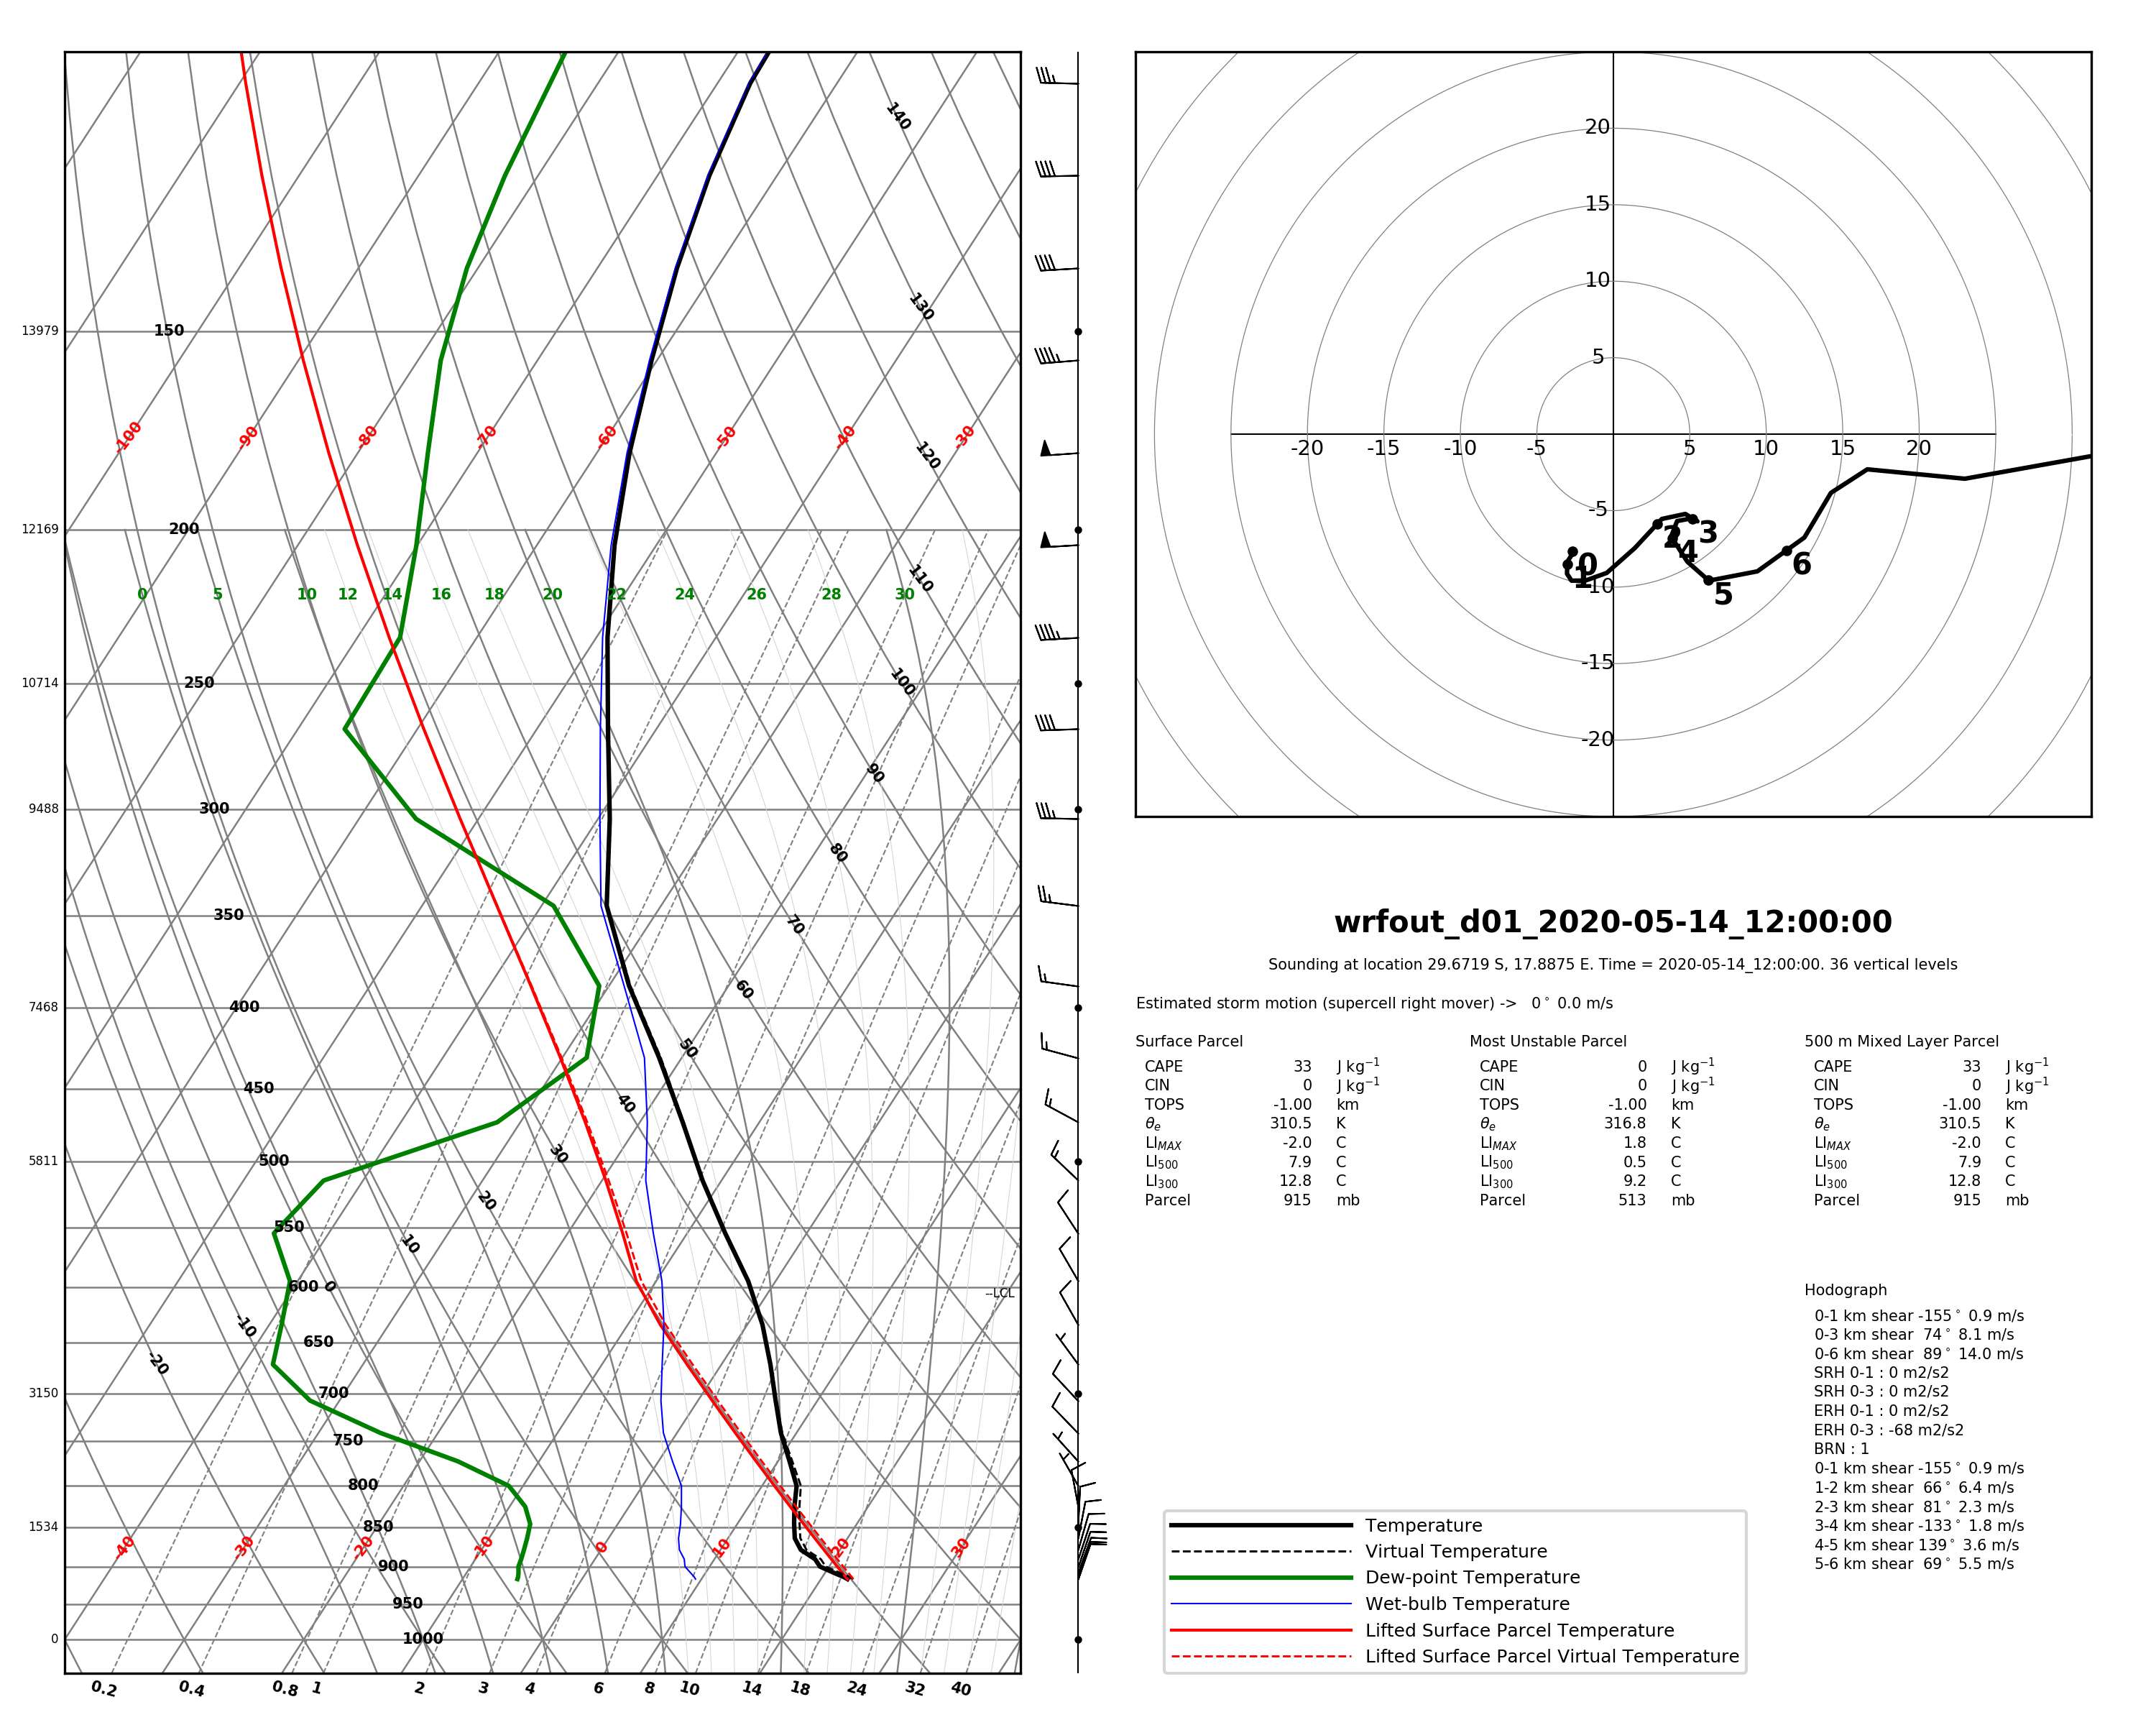 140
130
13979 150
-100 -90 -80 -70 -60 -50 -40 -30
120
12169 200
110
0 5 10 12 14 16 18 20 22 24 26 28 30
10714 250
100
90
9488 300
80
350
70
7468 400
60
50
450
40
5811 500
30
20
550
10
600 0
--LCL
-10
650
-20
3150 700
750
800
1534 850
-40 -30 -20 -10 0 10 20 30
900
950
0 1000
0.2 0.4 0.8 1 2 3 4 6 8 10 14 18 24 32 40
20
15
10
5
-20 -15 -10 -5 5 10 15 20
-5
-10
-15
-20
0 1 2 3 4 5 6
wrfout_d01_2020-05-14_12:00:00
Sounding at location 29.6719 S, 17.8875 E. Time = 2020-05-14_12:00:00. 36 vertical levels
Estimated storm motion (supercell right mover) -> 0° 0.0 m/s
Surface Parcel
CAPE 33 J kg⁻¹
CIN 0 J kg⁻¹
TOPS -1.00 km
θe 310.5 K
LIMAX -2.0 C
LI500 7.9 C
LI300 12.8 C
Parcel 915 mb
Most Unstable Parcel
CAPE 0 J kg⁻¹
CIN 0 J kg⁻¹
TOPS -1.00 km
θe 316.8 K
LIMAX 1.8 C
LI500 0.5 C
LI300 9.2 C
Parcel 513 mb
500 m Mixed Layer Parcel
CAPE 33 J kg⁻¹
CIN 0 J kg⁻¹
TOPS -1.00 km
θe 310.5 K
LIMAX -2.0 C
LI500 7.9 C
LI300 12.8 C
Parcel 915 mb
Hodograph
0-1 km shear -155° 0.9 m/s
0-3 km shear 74° 8.1 m/s
0-6 km shear 89° 14.0 m/s
SRH 0-1 : 0 m2/s2
SRH 0-3 : 0 m2/s2
ERH 0-1 : 0 m2/s2
ERH 0-3 : -68 m2/s2
BRN : 1
0-1 km shear -155° 0.9 m/s
1-2 km shear 66° 6.4 m/s
2-3 km shear 81° 2.3 m/s
3-4 km shear -133° 1.8 m/s
4-5 km shear 139° 3.6 m/s
5-6 km shear 69° 5.5 m/s
Temperature
Virtual Temperature
Dew-point Temperature
Wet-bulb Temperature
Lifted Surface Parcel Temperature
Lifted Surface Parcel Virtual Temperature